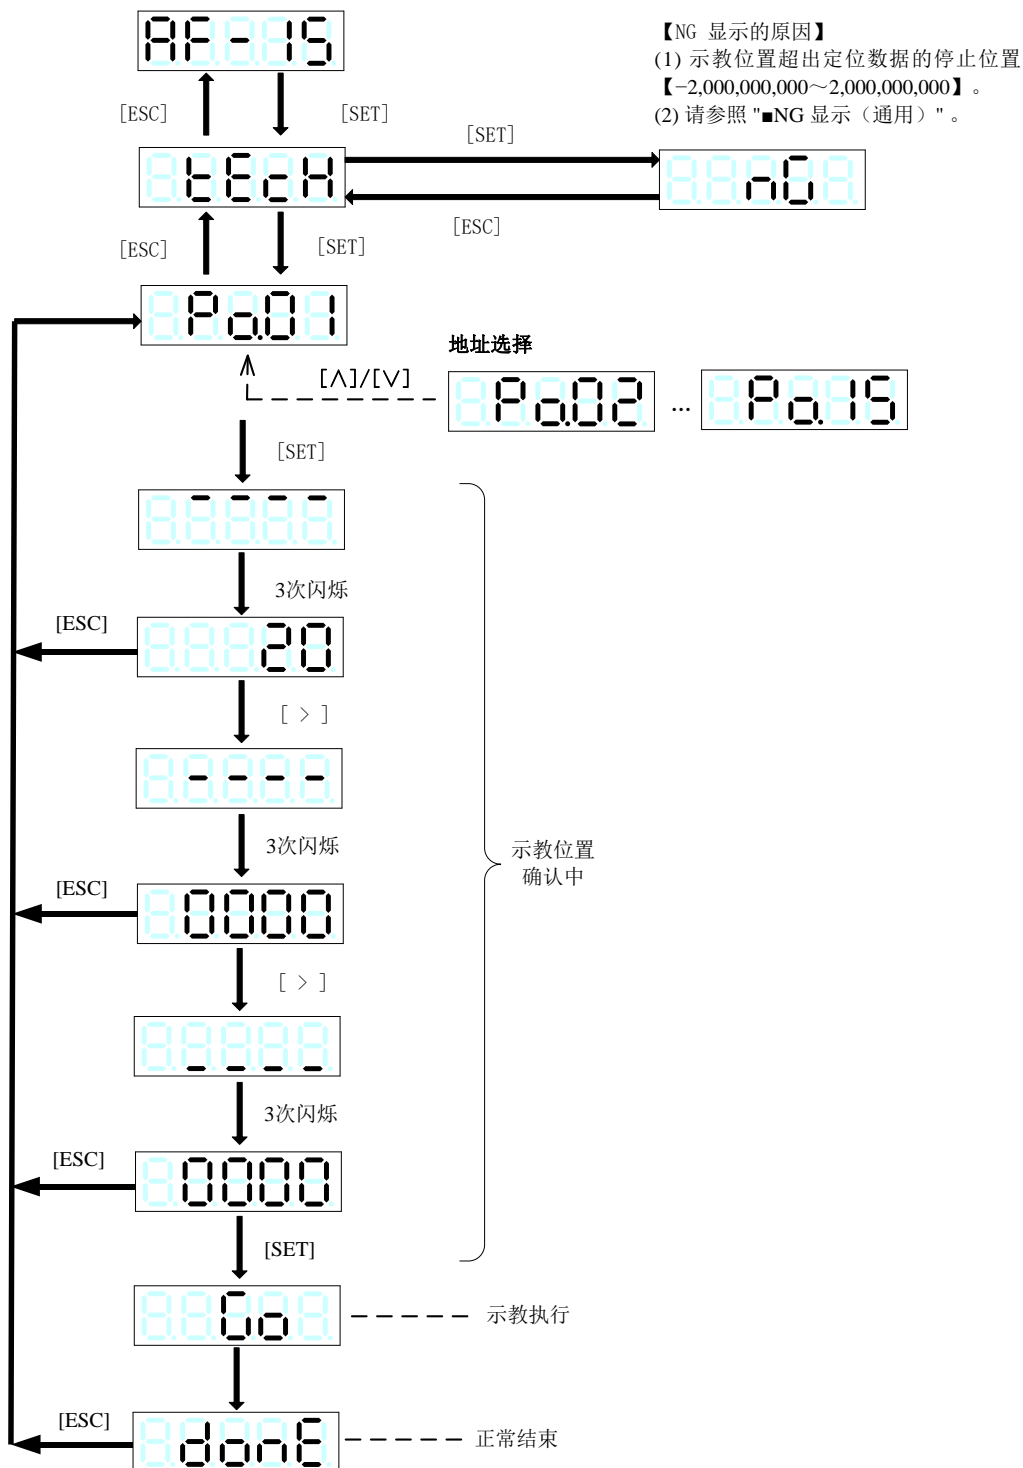 AF-15
【NG 显示的原因】
(1) 示教位置超出定位数据的停止位置
【−2,000,000,000～2,000,000,000】。
(2) 请参照 "■NG 显示（通用）" 。
[ESC]
[SET]
[SET]
tEcH
nG
[ESC]
[ESC]
[SET]
Po.01
地址选择
[∧]/[∨]
Po.02
...
Po.15
[SET]
- - - -
3次闪烁
[ESC]
20
[ > ]
- - - -
3次闪烁
示教位置
确认中
[ESC]
0000
[ > ]
_ _ _ _
3次闪烁
[ESC]
0000
[SET]
Go
示教执行
[ESC]
donE
正常结束